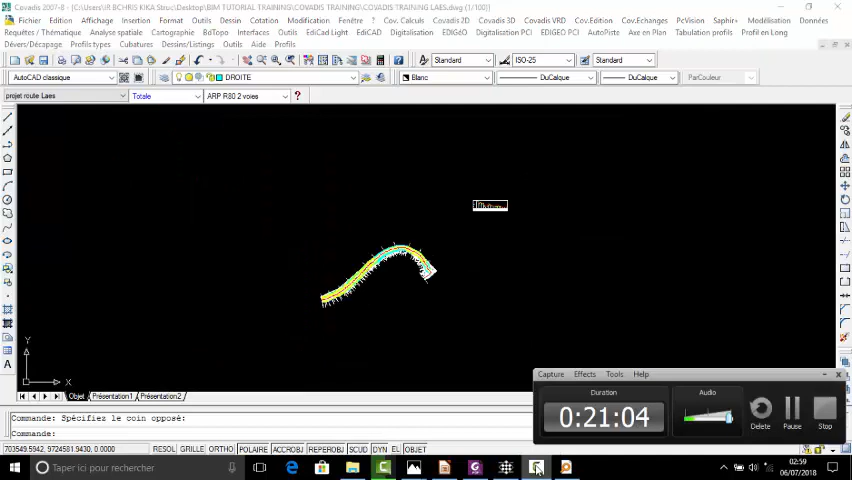 Covadis 2007-8 - [C:\Users\IR BCHRIS KIKA Struc\Desktop\BIM TUTORIAL TRAINING\COVADIS TRAINING\COVADIS TRAINING LAES.dwg (1/100)]
Fichier Edition Affichage Insertion Format Outils Dessin Cotation Modification Fenêtre ? Cov. Calculs Covadis 2D Covadis 3D Covadis VRD Cov.Edition Cov.Echanges PcVision Saphir+ Modélisation Données
Requêtes / Thématique Analyse spatiale Cartographie BdTopo Interfaces Outils EdiCad Light EdiCAD Digitalisation EDIGéO Digitalisation PCI EDIGEO PCI AutoPiste Axe en Plan Tabulation profils Profil en Long
Dévers/Décapage Profils types Cubatures Dessins/Listing Outils Aide Profils
Standard ISO-25 Standard
AutoCAD classique DROITE Blanc DuCalque DuCalque ParCouleur
projet route Laes Totale ARP R80 2 voies ?
Y
X
Objet Présentation1 Présentation2
Capture Effects Tools Help
Duration Audio
0:21:04
Delete Pause Stop
Commande: Spécifiez le coin opposé:
Commande:
703549.5942, 9724581.9430, 0.0000 RESOL GRILLE ORTHO POLAIRE ACCROBJ REPEROBJ SCUD DYN EL OBJET
Taper ici pour rechercher
02:59
06/07/2018